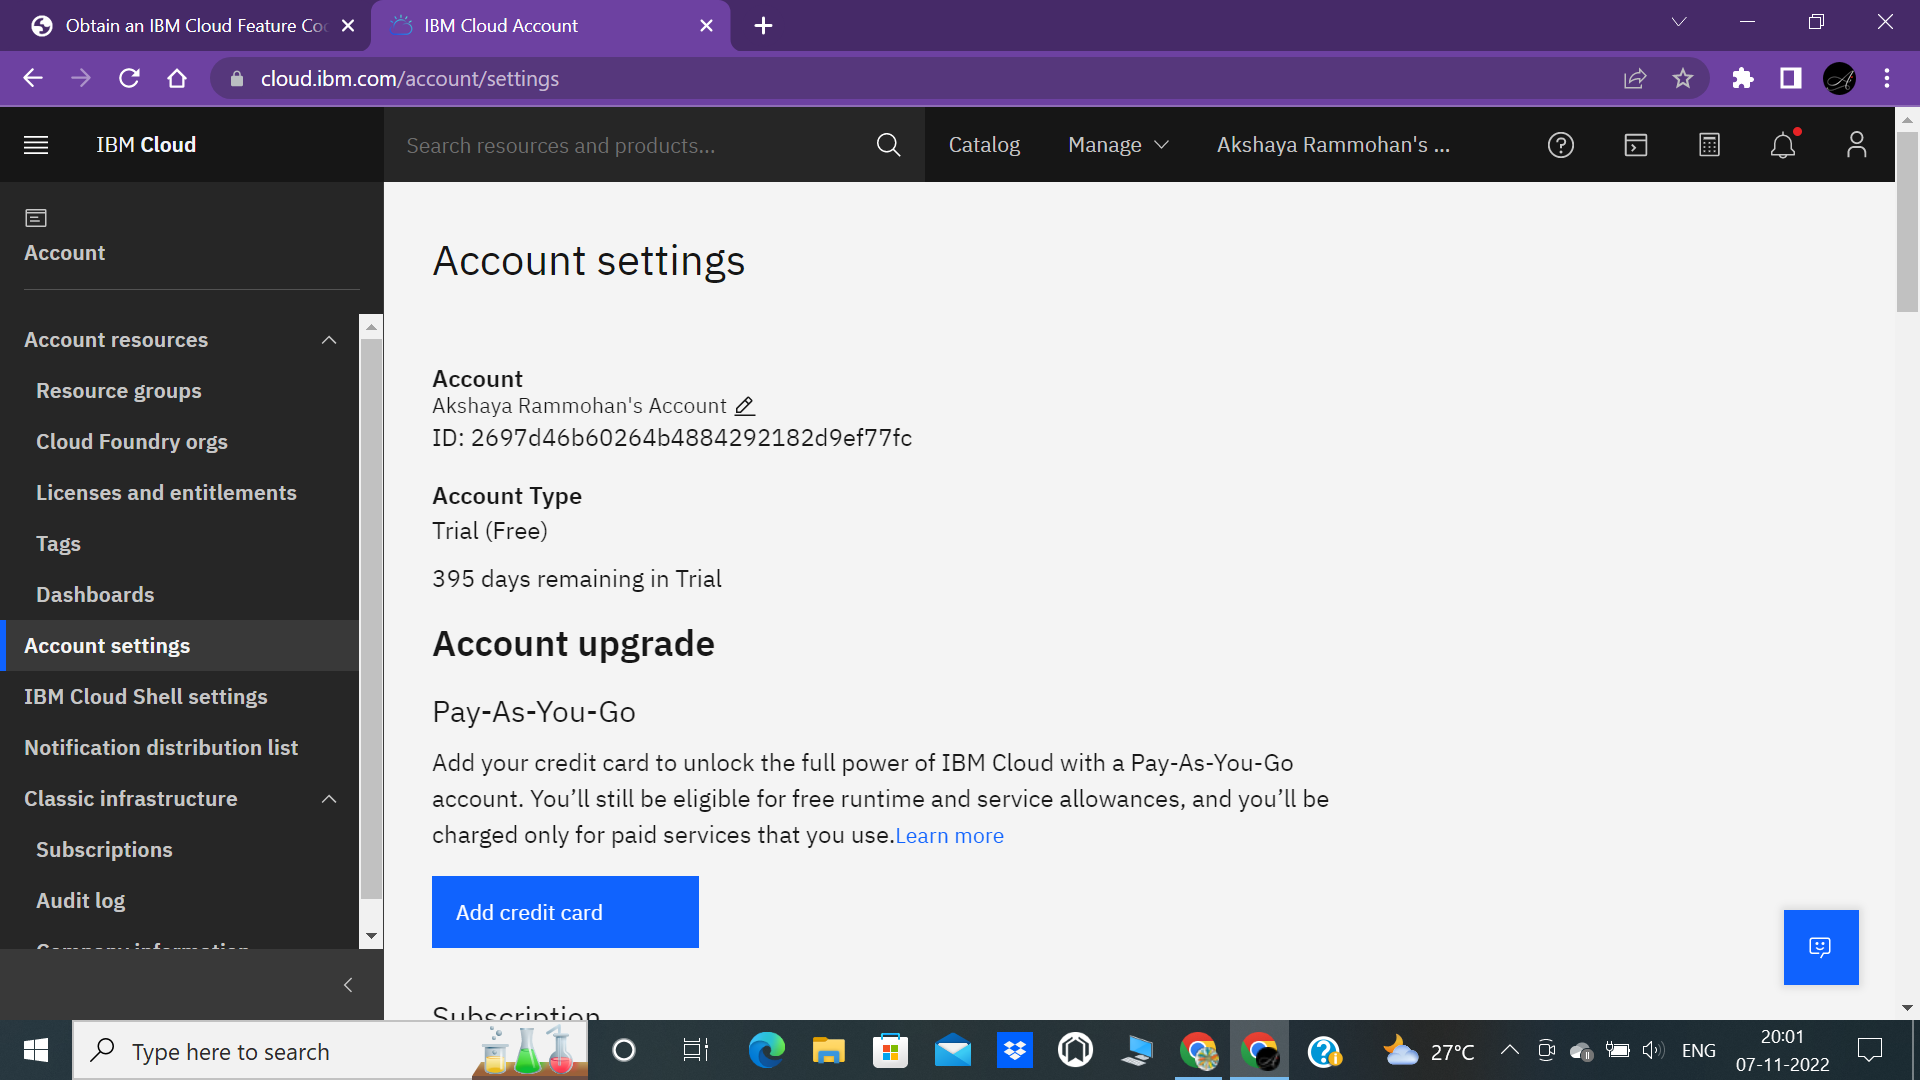 Obtain an IBM Cloud Feature Co
IBM Cloud Account
cloud.ibm.com/account/settings
IBM Cloud
Search resources and products...
Catalog
Manage
Akshaya Rammohan's ...
Account
Account resources
Resource groups
Cloud Foundry orgs
Licenses and entitlements
Tags
Dashboards
Account settings
IBM Cloud Shell settings
Notification distribution list
Classic infrastructure
Subscriptions
Audit log
Company information
Account settings
Account
Akshaya Rammohan's Account
ID: 2697d46b60264b4884292182d9ef77fc
Account Type
Trial (Free)
395 days remaining in Trial
Account upgrade
Pay-As-You-Go
Add your credit card to unlock the full power of IBM Cloud with a Pay-As-You-Go
account. You’ll still be eligible for free runtime and service allowances, and you’ll be
charged only for paid services that you use.Learn more
Add credit card
Subscription
Type here to search
27°C
ENG
20:01
07-11-2022